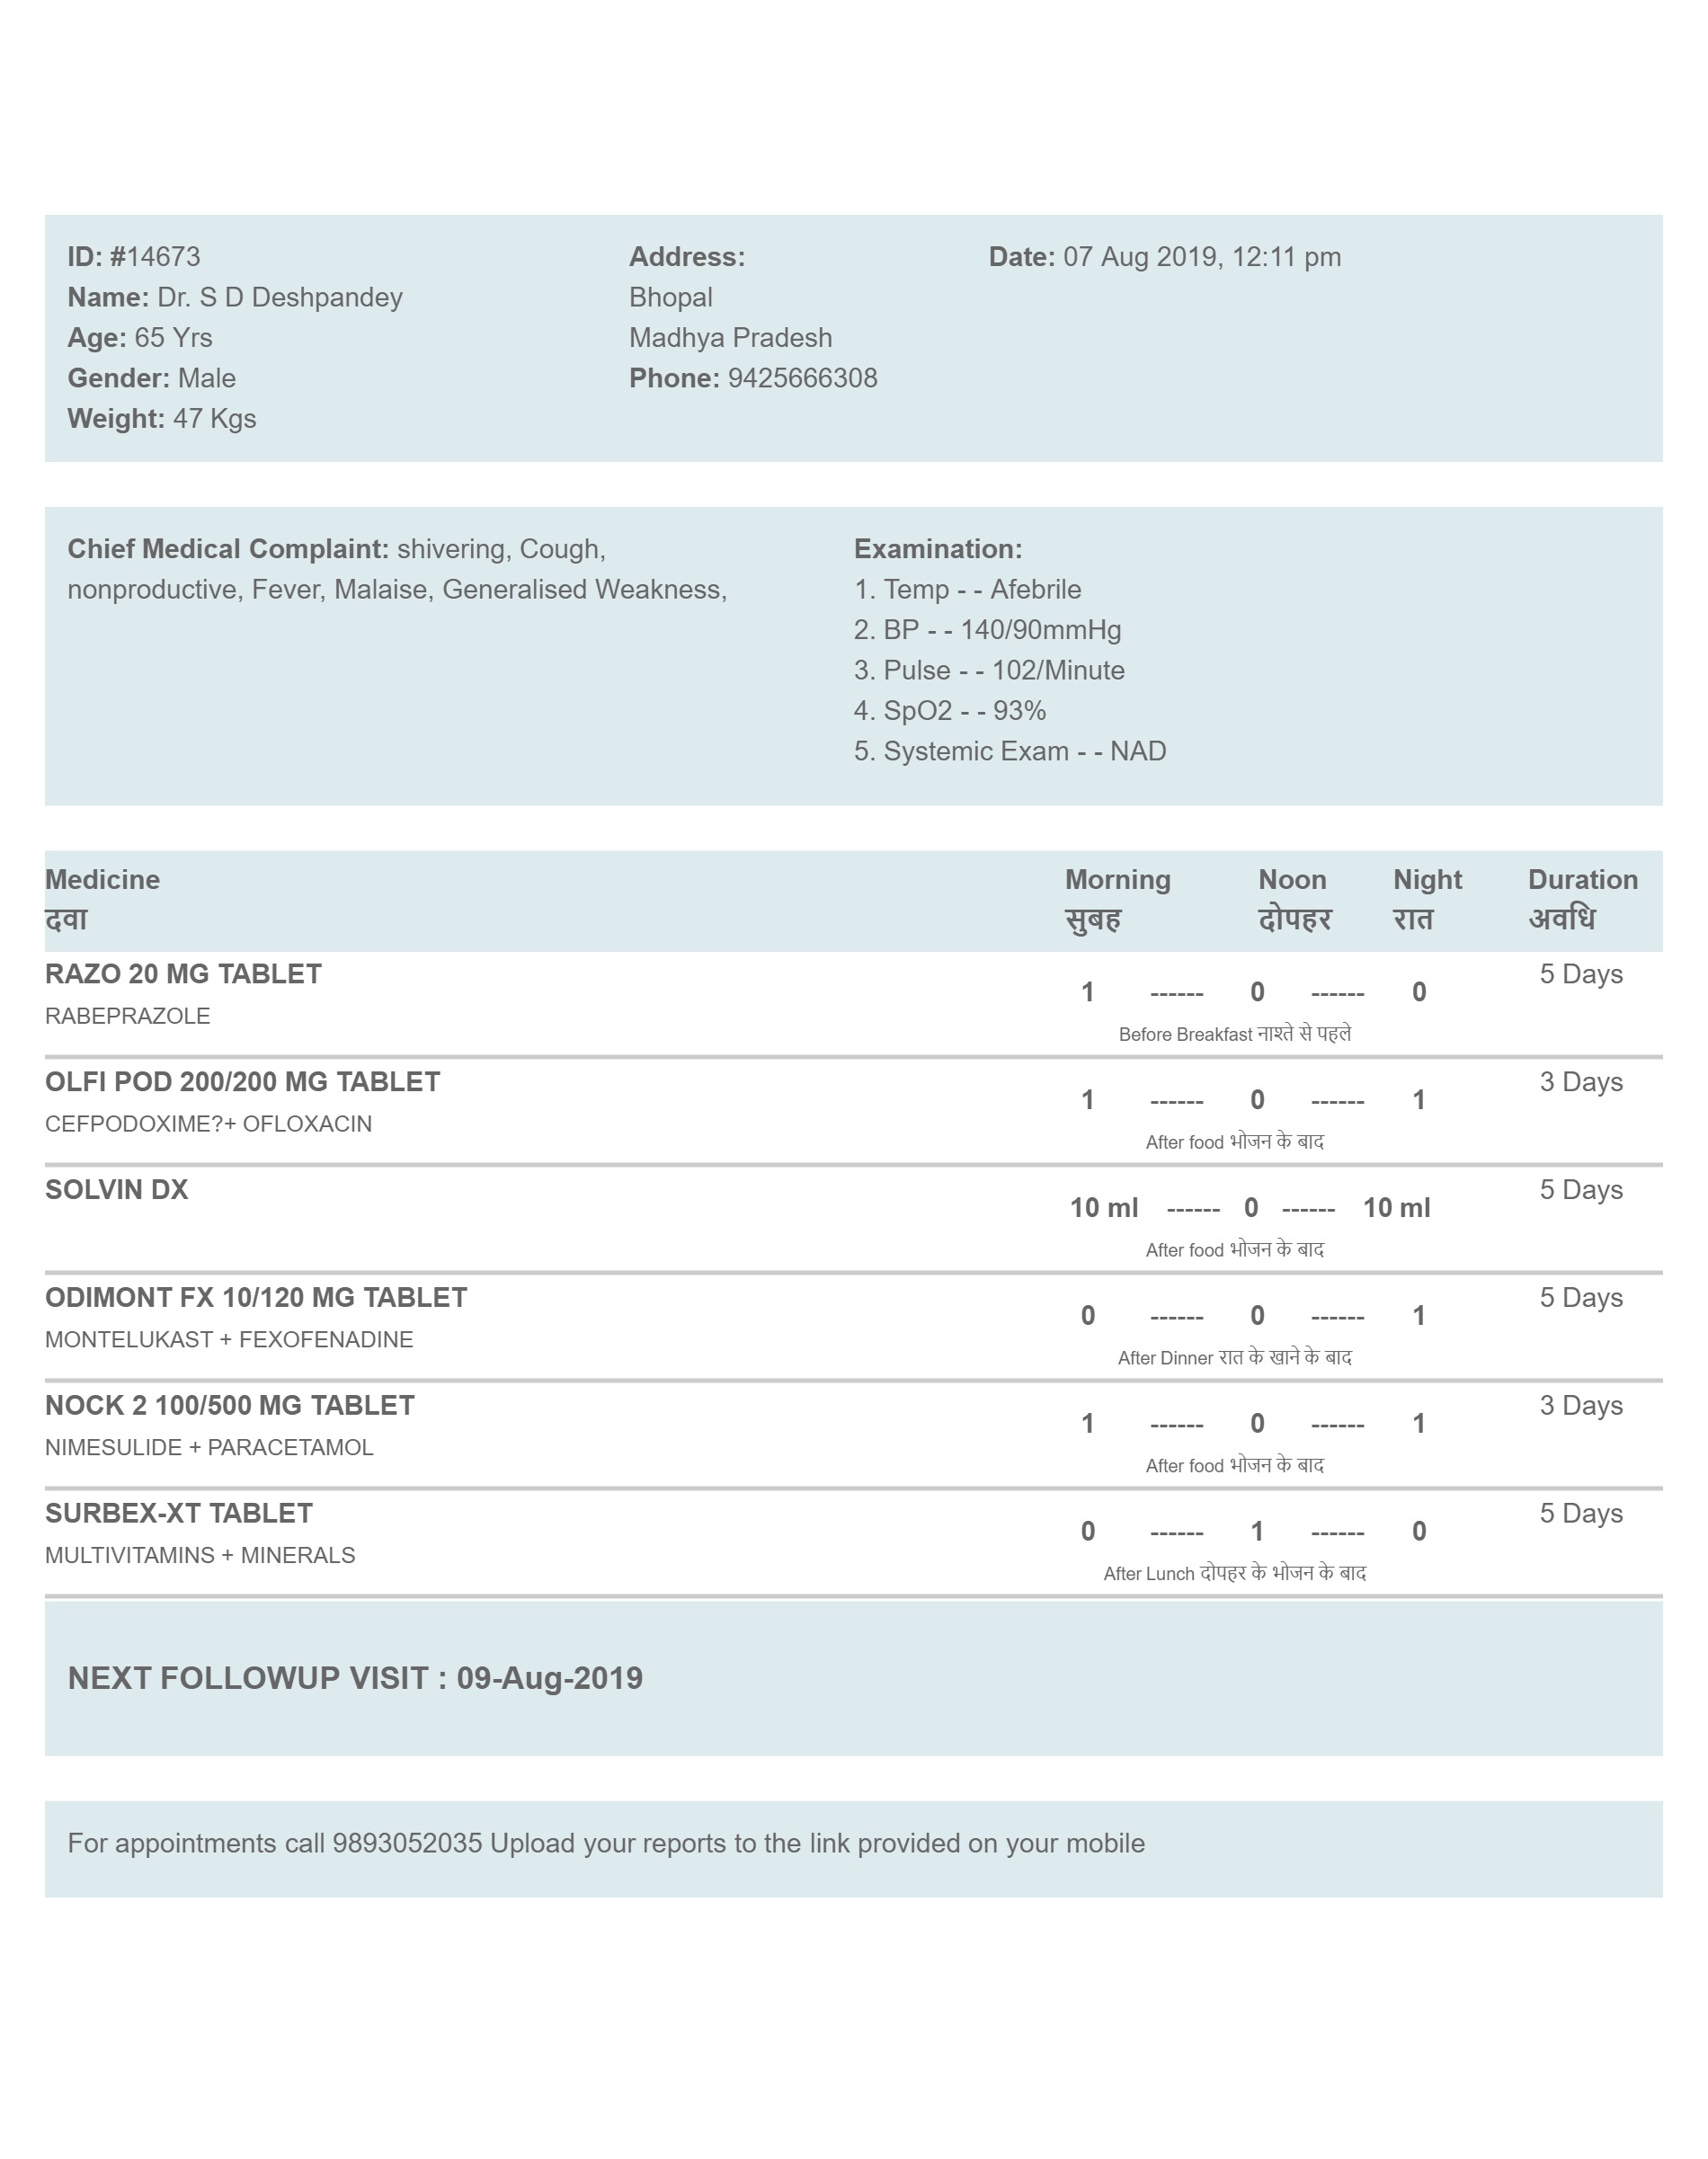 ID: #14673
Name: Dr. S D Deshpandey
Age: 65 Yrs
Gender: Male
Weight: 47 Kgs
Address:
Bhopal
Madhya Pradesh
Phone: 9425666308
Date: 07 Aug 2019, 12:11 pm
Chief Medical Complaint: shivering, Cough,
nonproductive, Fever, Malaise, Generalised Weakness,
Examination:
1. Temp - - Afebrile
2. BP - - 140/90mmHg
3. Pulse - - 102/Minute
4. SpO2 - - 93%
5. Systemic Exam - - NAD
Medicine Morning Noon Night Duration
दवा सुबह दोपहर रात अवधि
RAZO 20 MG TABLET 5 Days
1 ------ 0 ------ 0
RABEPRAZOLE
Before Breakfast नाश्ते से पहले
OLFI POD 200/200 MG TABLET 3 Days
1 ------ 0 ------ 1
CEFPODOXIME?+ OFLOXACIN
After food भोजन के बाद
SOLVIN DX 5 Days
10 ml ------ 0 ------ 10 ml
After food भोजन के बाद
ODIMONT FX 10/120 MG TABLET 5 Days
0 ------ 0 ------ 1
MONTELUKAST + FEXOFENADINE
After Dinner रात के खाने के बाद
NOCK 2 100/500 MG TABLET 3 Days
1 ------ 0 ------ 1
NIMESULIDE + PARACETAMOL
After food भोजन के बाद
SURBEX-XT TABLET 5 Days
0 ------ 1 ------ 0
MULTIVITAMINS + MINERALS
After Lunch दोपहर के भोजन के बाद
NEXT FOLLOWUP VISIT : 09-Aug-2019
For appointments call 9893052035 Upload your reports to the link provided on your mobile